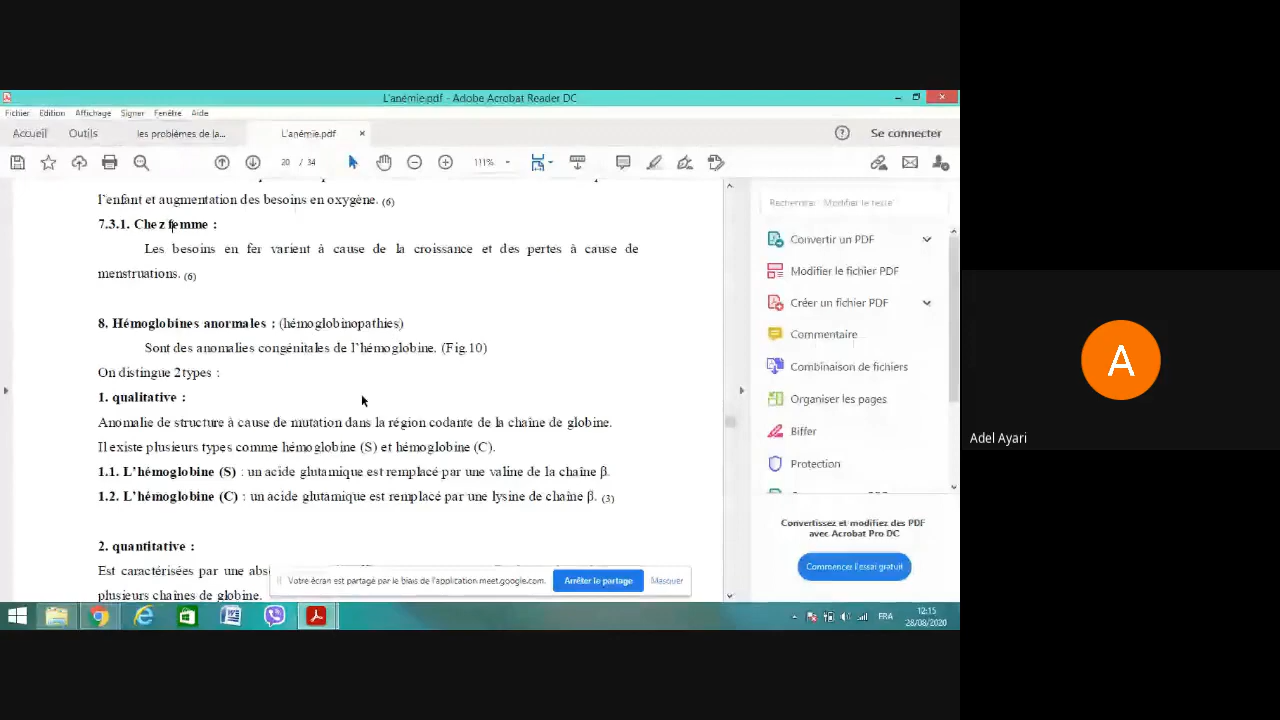 L'anémie.pdf - Adobe Acrobat Reader DC
Fichier Edition Affichage Signer Fenêtre Aide
Accueil Outils les problèmes de la... L'anémie.pdf × Se connecter
20 / 34 111%
l'enfant et augmentation des besoins en oxygène. (6)
7.3.1. Chez femme :
Les besoins en fer varient à cause de la croissance et des pertes à cause de
menstruations. (6)
8. Hémoglobines anormales : (hémoglobinopathies)
Sont des anomalies congénitales de l'hémoglobine. (Fig.10)
On distingue 2types :
1. qualitative :
Anomalie de structure à cause de mutation dans la région codante de la chaîne de globine.
Il existe plusieurs types comme hémoglobine (S) et hémoglobine (C).
1.1. L'hémoglobine (S) : un acide glutamique est remplacé par une valine de la chaîne β.
1.2. L'hémoglobine (C) : un acide glutamique est remplacé par une lysine de chaîne β. (3)
2. quantitative :
Est caractérisées par une abs
plusieurs chaînes de globine.
Votre écran est partagé par le biais de l'application meet.google.com. Arrêter le partage Masquer
Rechercher 'Modifier le texte'
Convertir un PDF
Modifier le fichier PDF
Créer un fichier PDF
Commentaire
Combinaison de fichiers
Organiser les pages
Biffer
Protection
Convertissez et modifiez des PDF
avec Acrobat Pro DC
Commencer l'essai gratuit
FRA
12:15
28/08/2020
A
Adel Ayari